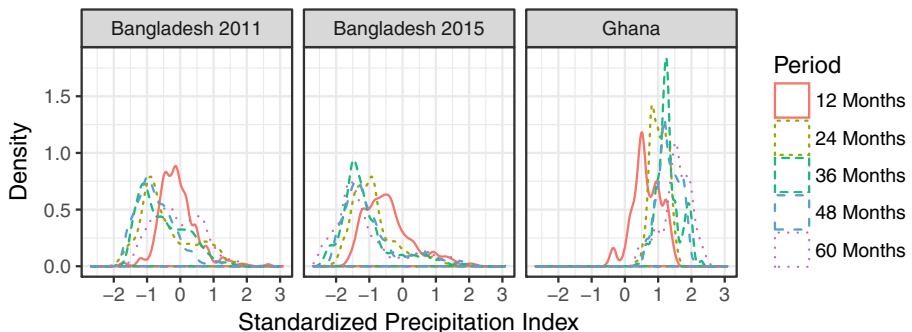 Bangladesh 2011
Bangladesh 2015
Ghana
Density
1.5
1.0
0.5
0.0
−2 −1 0 1 2 3
−2 −1 0 1 2 3
−2 −1 0 1 2 3
Standardized Precipitation Index
Period
12 Months
24 Months
36 Months
48 Months
60 Months